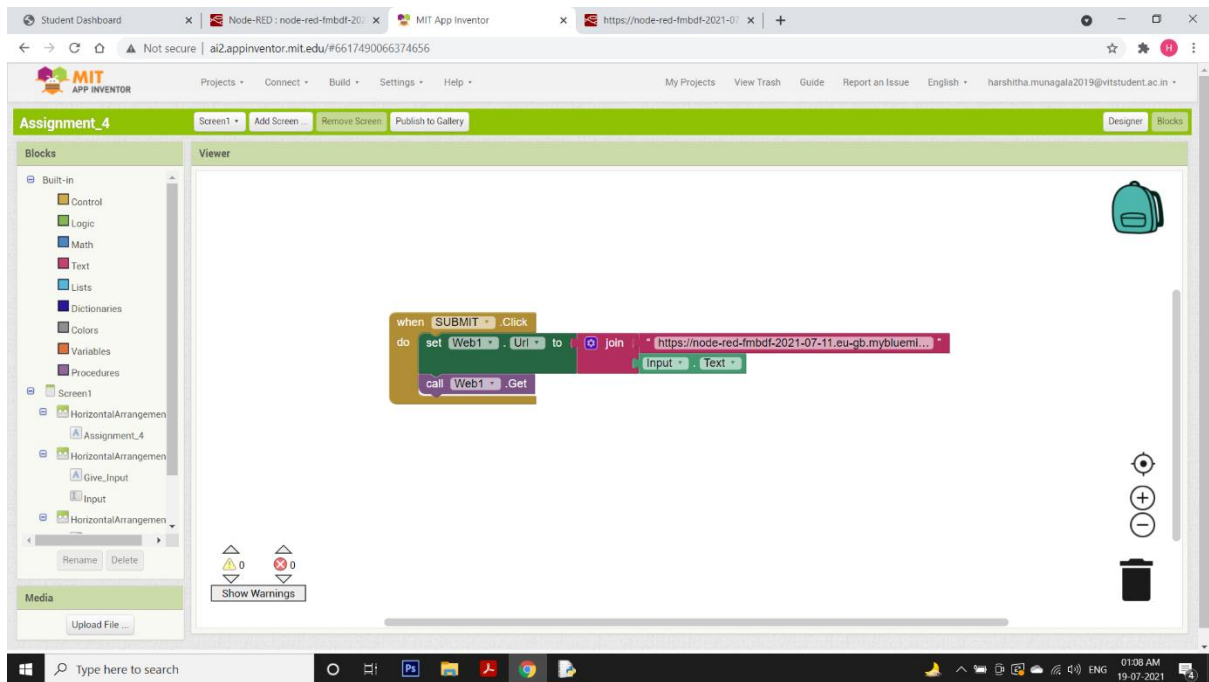 Student Dashboard
Node-RED : node-red-fmbdf-202
MIT App Inventor
https://node-red-fmbdf-2021-07
Not secure
ai2.appinventor.mit.edu/#6617490066374656
H
MIT
APP INVENTOR
Projects
Connect
Build
Settings
Help
My Projects
View Trash
Guide
Report an Issue
English
harshitha.munagala2019@vitstudent.ac.in
Assignment_4
Screen1
Add Screen ...
Remove Screen
Publish to Gallery
Designer
Blocks
Blocks
Viewer
Built-in
Control
Logic
Math
Text
Lists
Dictionaries
Colors
Variables
Procedures
Screen1
HorizontalArrangemen
Assignment_4
HorizontalArrangemen
Give_Input
Input
HorizontalArrangemen
Rename
Delete
Media
Upload File ...
when SUBMIT .Click
do set Web1 . Url to join " https://node-red-fmbdf-2021-07-11.eu-gb.mybluemi... "
Input . Text
call Web1 .Get
0
0
Show Warnings
Type here to search
Ps
ENG
01:08 AM
19-07-2021
4